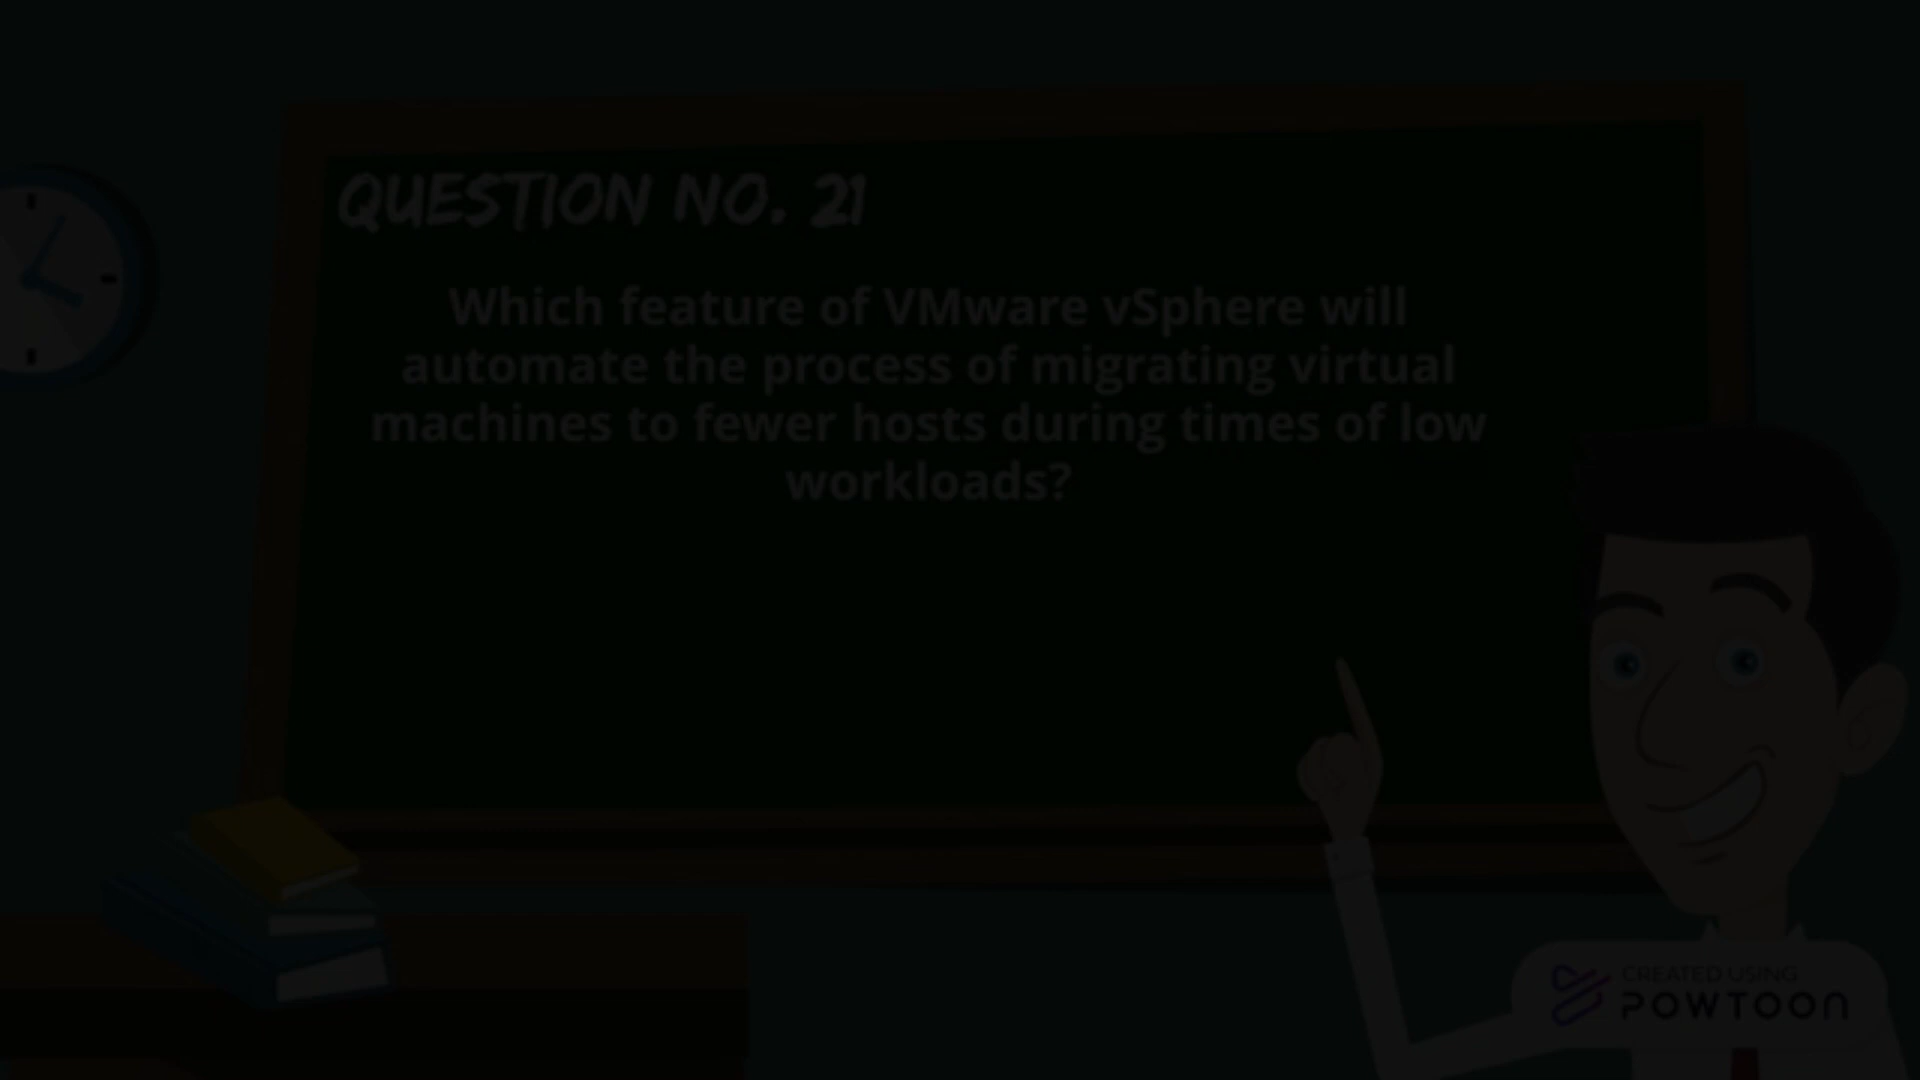 QUESTION NO. 21
Which feature of VMware vSphere will
automate the process of migrating virtual
machines to fewer hosts during times of low
workloads?
CREATED USING
POWTOON